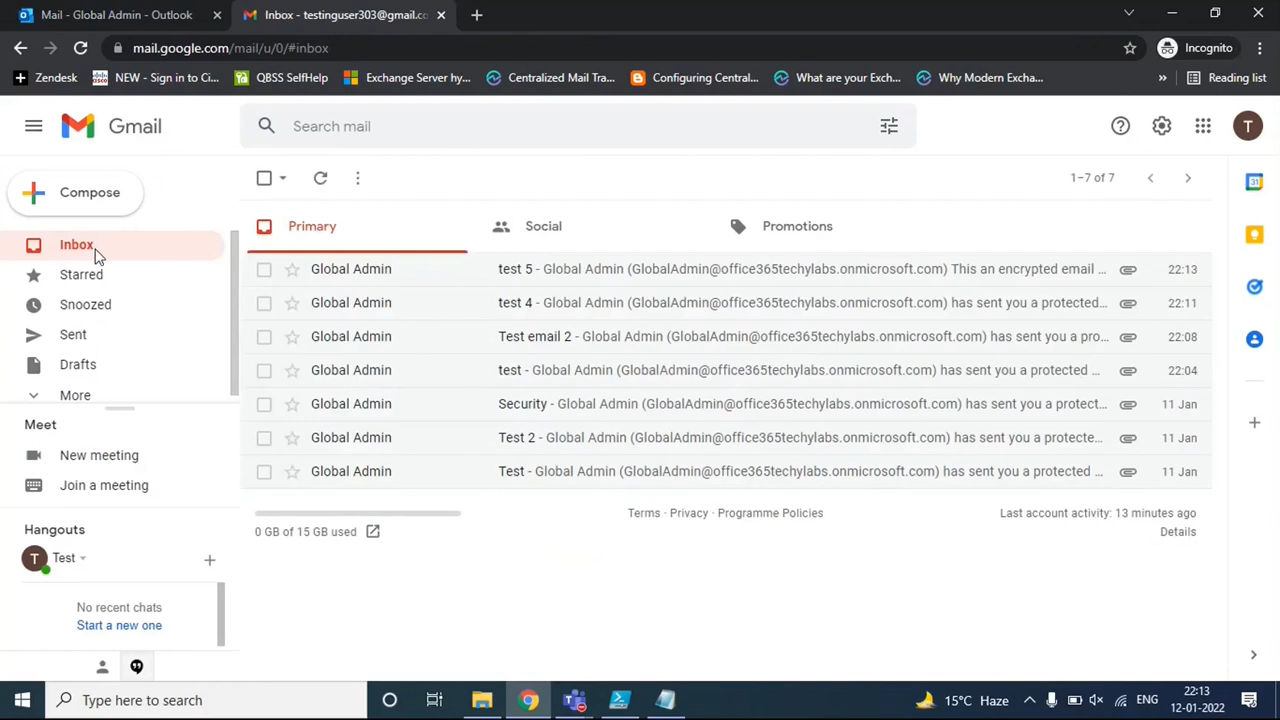 Mail - Global Admin - Outlook
Inbox - testinguser303@gmail.co
mail.google.com/mail/u/0/#inbox
Incognito
Zendesk
NEW - Sign in to Ci...
QBSS SelfHelp
Exchange Server by...
Centralized Mail Tra...
Configuring Central...
What are your Exch...
Why Modern Excha...
»
Reading list
Gmail
Search mail
T
Compose
1–7 of 7
Inbox
Starred
Snoozed
Sent
Drafts
More
Primary
Social
Promotions
Global Admin test 5 - Global Admin (GlobalAdmin@office365techylabs.onmicrosoft.com) This an encrypted email ... 22:13
Global Admin test 4 - Global Admin (GlobalAdmin@office365techylabs.onmicrosoft.com) has sent you a protected... 22:11
Global Admin Test email 2 - Global Admin (GlobalAdmin@office365techylabs.onmicrosoft.com) has sent you a pro... 22:08
Global Admin test - Global Admin (GlobalAdmin@office365techylabs.onmicrosoft.com) has sent you a protected ... 22:04
Global Admin Security - Global Admin (GlobalAdmin@office365techylabs.onmicrosoft.com) has sent you a protect... 11 Jan
Global Admin Test 2 - Global Admin (GlobalAdmin@office365techylabs.onmicrosoft.com) has sent you a protecte... 11 Jan
Global Admin Test - Global Admin (GlobalAdmin@office365techylabs.onmicrosoft.com) has sent you a protected ... 11 Jan
Meet
New meeting
Join a meeting
Hangouts
T Test
No recent chats
Start a new one
0 GB of 15 GB used
Terms · Privacy · Programme Policies
Last account activity: 13 minutes ago
Details
31
Type here to search
15°C Haze
ENG
22:13
12-01-2022